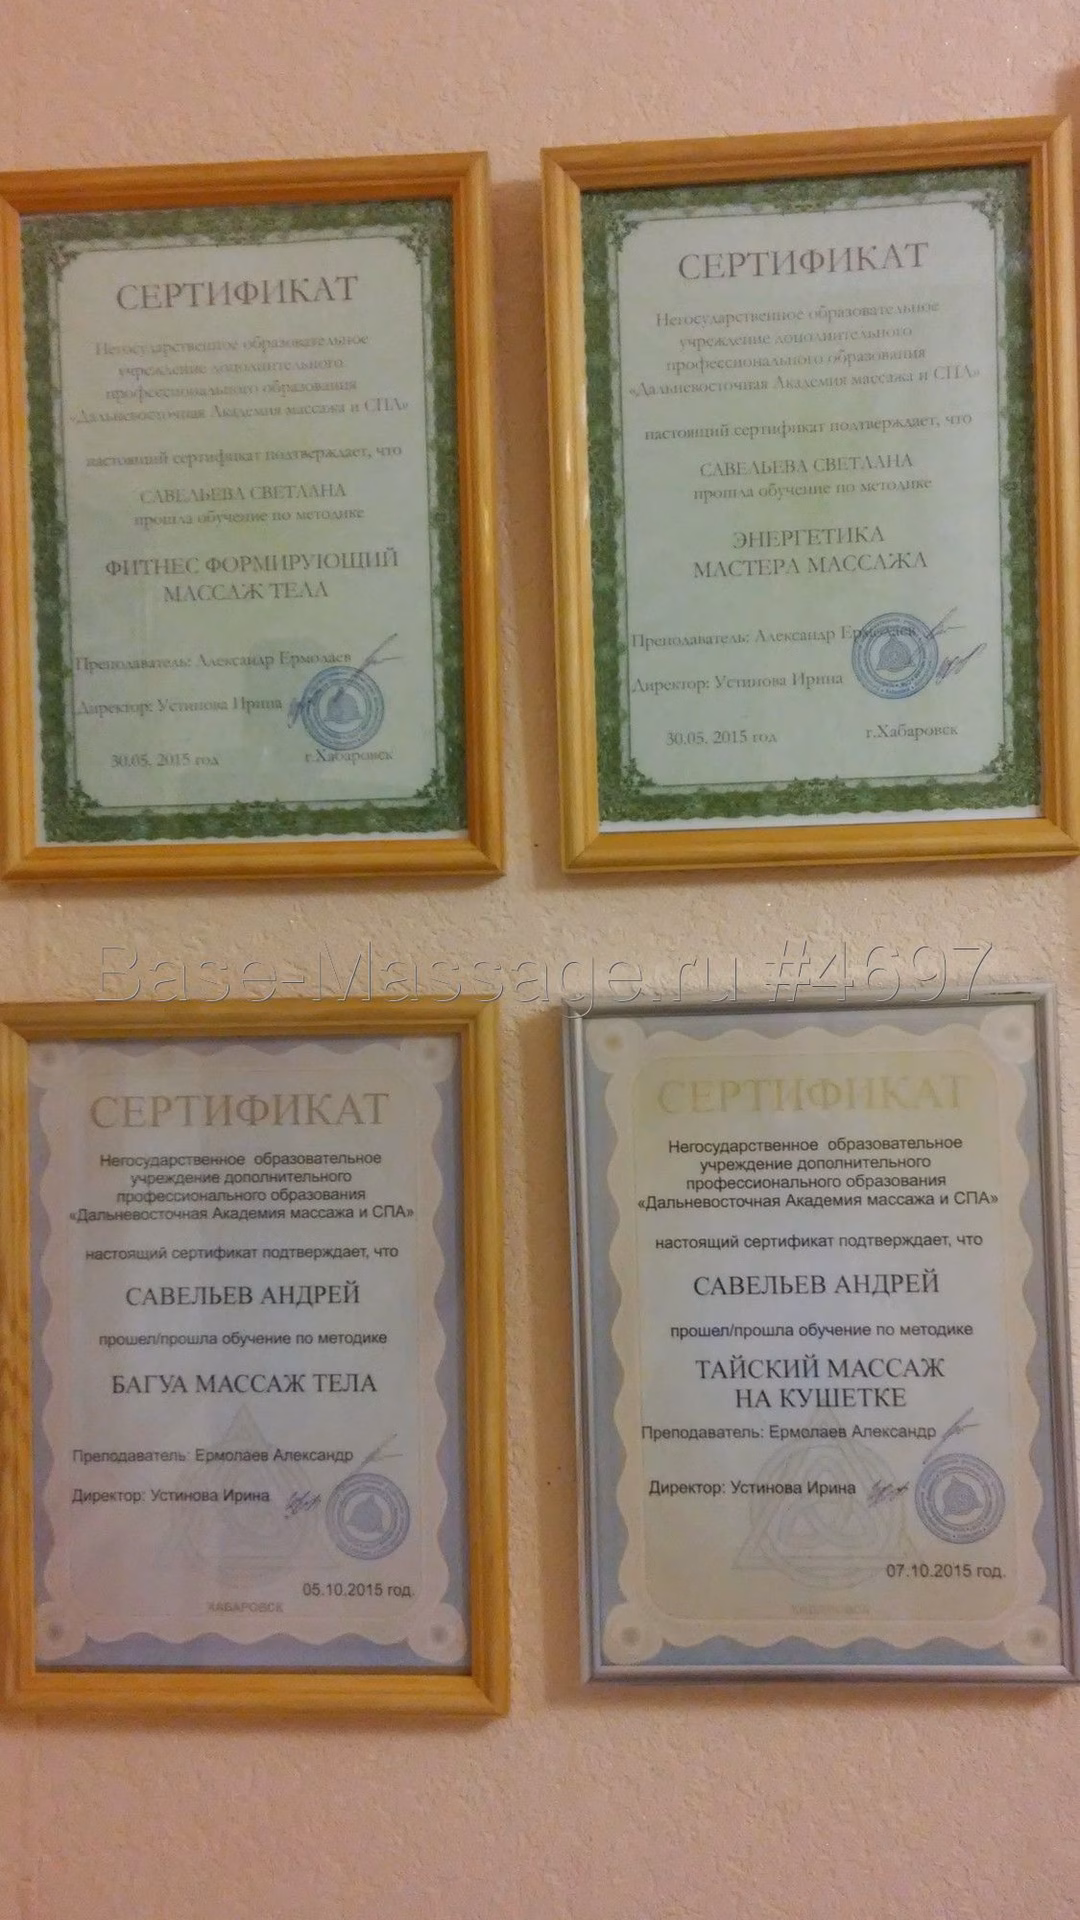 СЕРТИФИКАТ
Негосударственное образовательное
учреждение дополнительного
профессионального образования
«Дальневосточная Академия массажа и СПА»
настоящий сертификат подтверждает, что
САВЕЛЬЕВА СВЕТЛАНА
прошла обучение по методике
ФИТНЕС ФОРМИРУЮЩИЙ
МАССАЖ ТЕЛА
Преподаватель: Александр Ермолаев
Директор: Устинова Ирина
30.05. 2015 год г.Хабаровск
СЕРТИФИКАТ
Негосударственное образовательное
учреждение дополнительного
профессионального образования
«Дальневосточная Академия массажа и СПА»
настоящий сертификат подтверждает, что
САВЕЛЬЕВА СВЕТЛАНА
прошла обучение по методике
ЭНЕРГЕТИКА
МАСТЕРА МАССАЖА
Преподаватель: Александр Ермолаев
Директор: Устинова Ирина
30.05. 2015 год г.Хабаровск
Base-Massage.ru #4697
СЕРТИФИКАТ
Негосударственное образовательное
учреждение дополнительного
профессионального образования
«Дальневосточная Академия массажа и СПА»
настоящий сертификат подтверждает, что
САВЕЛЬЕВ АНДРЕЙ
прошел/прошла обучение по методике
БАГУА МАССАЖ ТЕЛА
Преподаватель: Ермолаев Александр
Директор: Устинова Ирина
05.10.2015 год.
ХАБАРОВСК
СЕРТИФИКАТ
Негосударственное образовательное
учреждение дополнительного
профессионального образования
«Дальневосточная Академия массажа и СПА»
настоящий сертификат подтверждает, что
САВЕЛЬЕВ АНДРЕЙ
прошел/прошла обучение по методике
ТАЙСКИЙ МАССАЖ
НА КУШЕТКЕ
Преподаватель: Ермолаев Александр
Директор: Устинова Ирина
07.10.2015 год.
ХАБАРОВСК